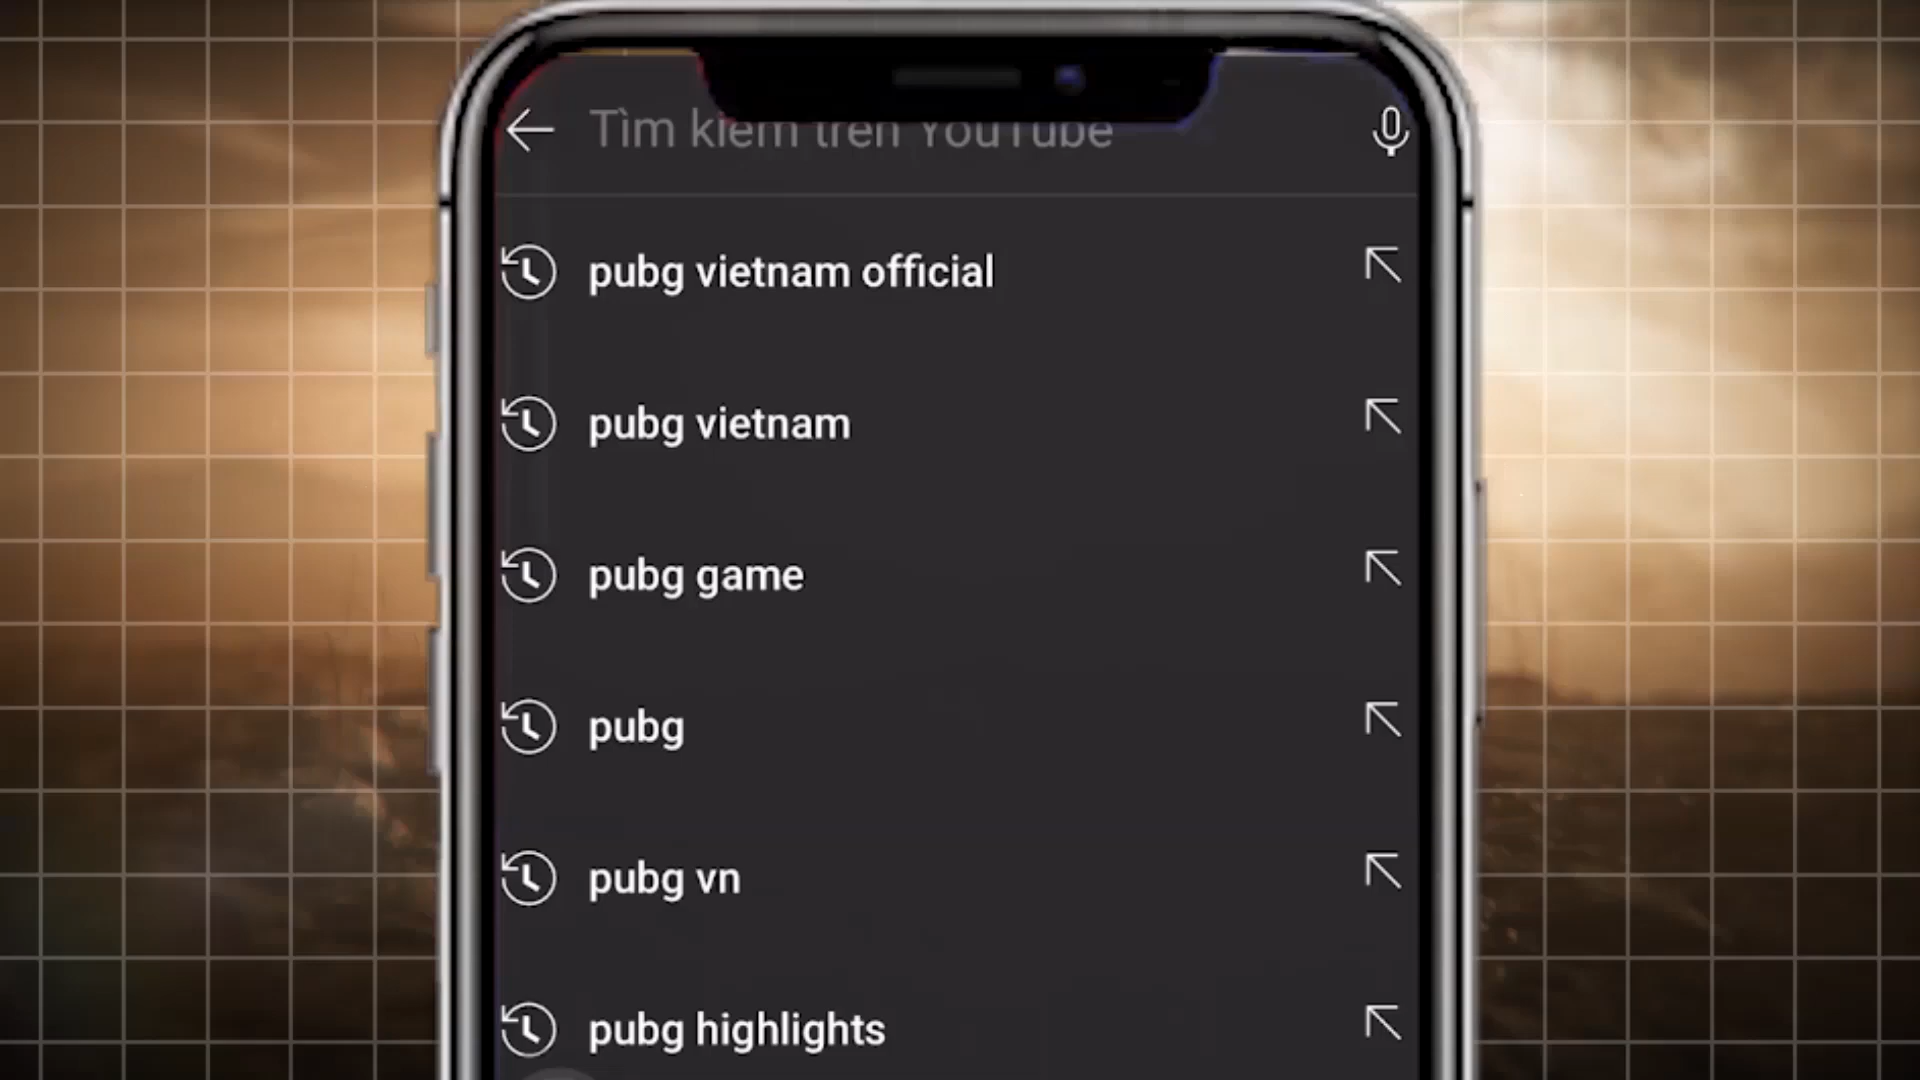 Tìm kiếm trên YouTube
pubg vietnam official
pubg vietnam
pubg game
pubg
pubg vn
pubg highlights